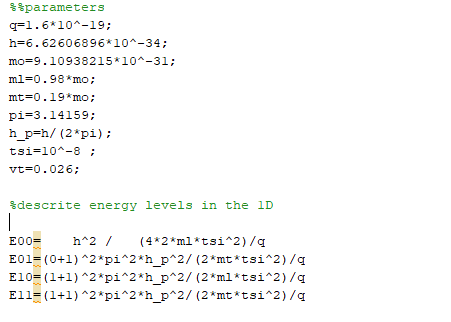 %%parameters
q=1.6*10^-19;
h=6.62606896*10^-34;
mo=9.10938215*10^-31;
ml=0.98*mo;
mt=0.19*mo;
pi=3.14159;
h_p=h/(2*pi);
tsi=10^-8 ;
vt=0.026;
%descrite energy levels in the 1D
E00=    h^2 /   (4*2*ml*tsi^2)/q
E01=(0+1)^2*pi^2*h_p^2/(2*mt*tsi^2)/q
E10=(1+1)^2*pi^2*h_p^2/(2*ml*tsi^2)/q
E11=(1+1)^2*pi^2*h_p^2/(2*mt*tsi^2)/q